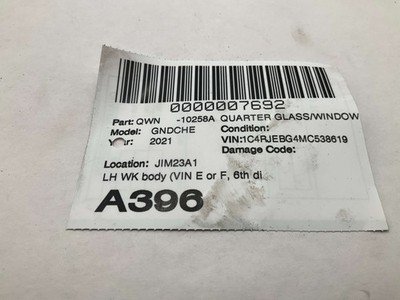 0000007692
Part: QWN -10258A QUARTER GLASS/WINDOW
Model: GNDCHE Condition:
Year: 2021 VIN:1C4RJEBG4MC538619
Damage Code:
Location: JIM23A1
LH WK body (VIN E or F, 6th di
A396